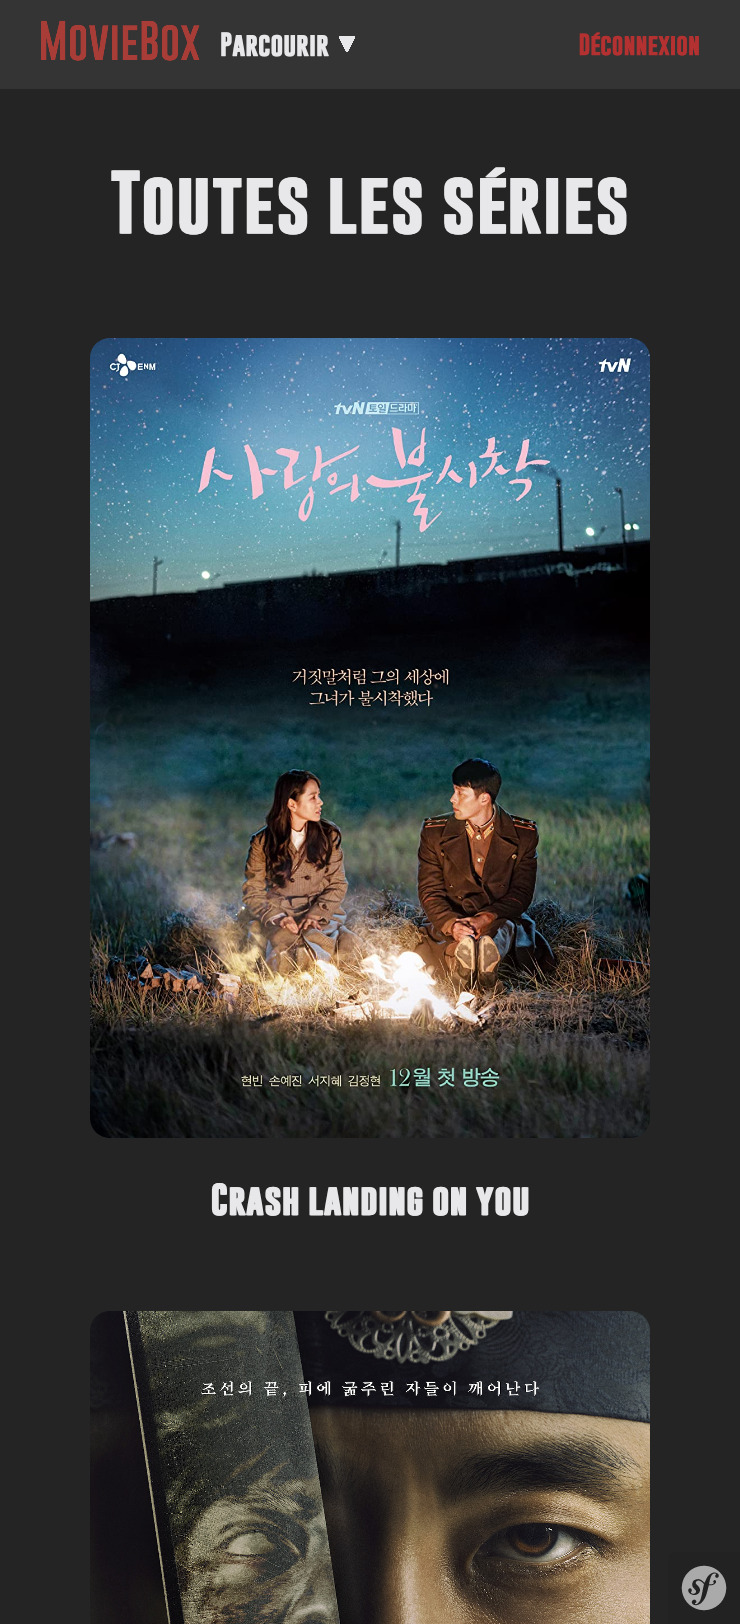 MovieBox Parcourir ▼ Déconnexion
Toutes les séries
CJ ENM tvN
tvN 토일드라마
사랑의 불시착
거짓말처럼 그의 세상에
그녀가 불시착했다
현빈 손예진 서지혜 김정현 12월 첫 방송
Crash landing on you
조선의 끝, 피에 굶주린 자들이 깨어난다
sf